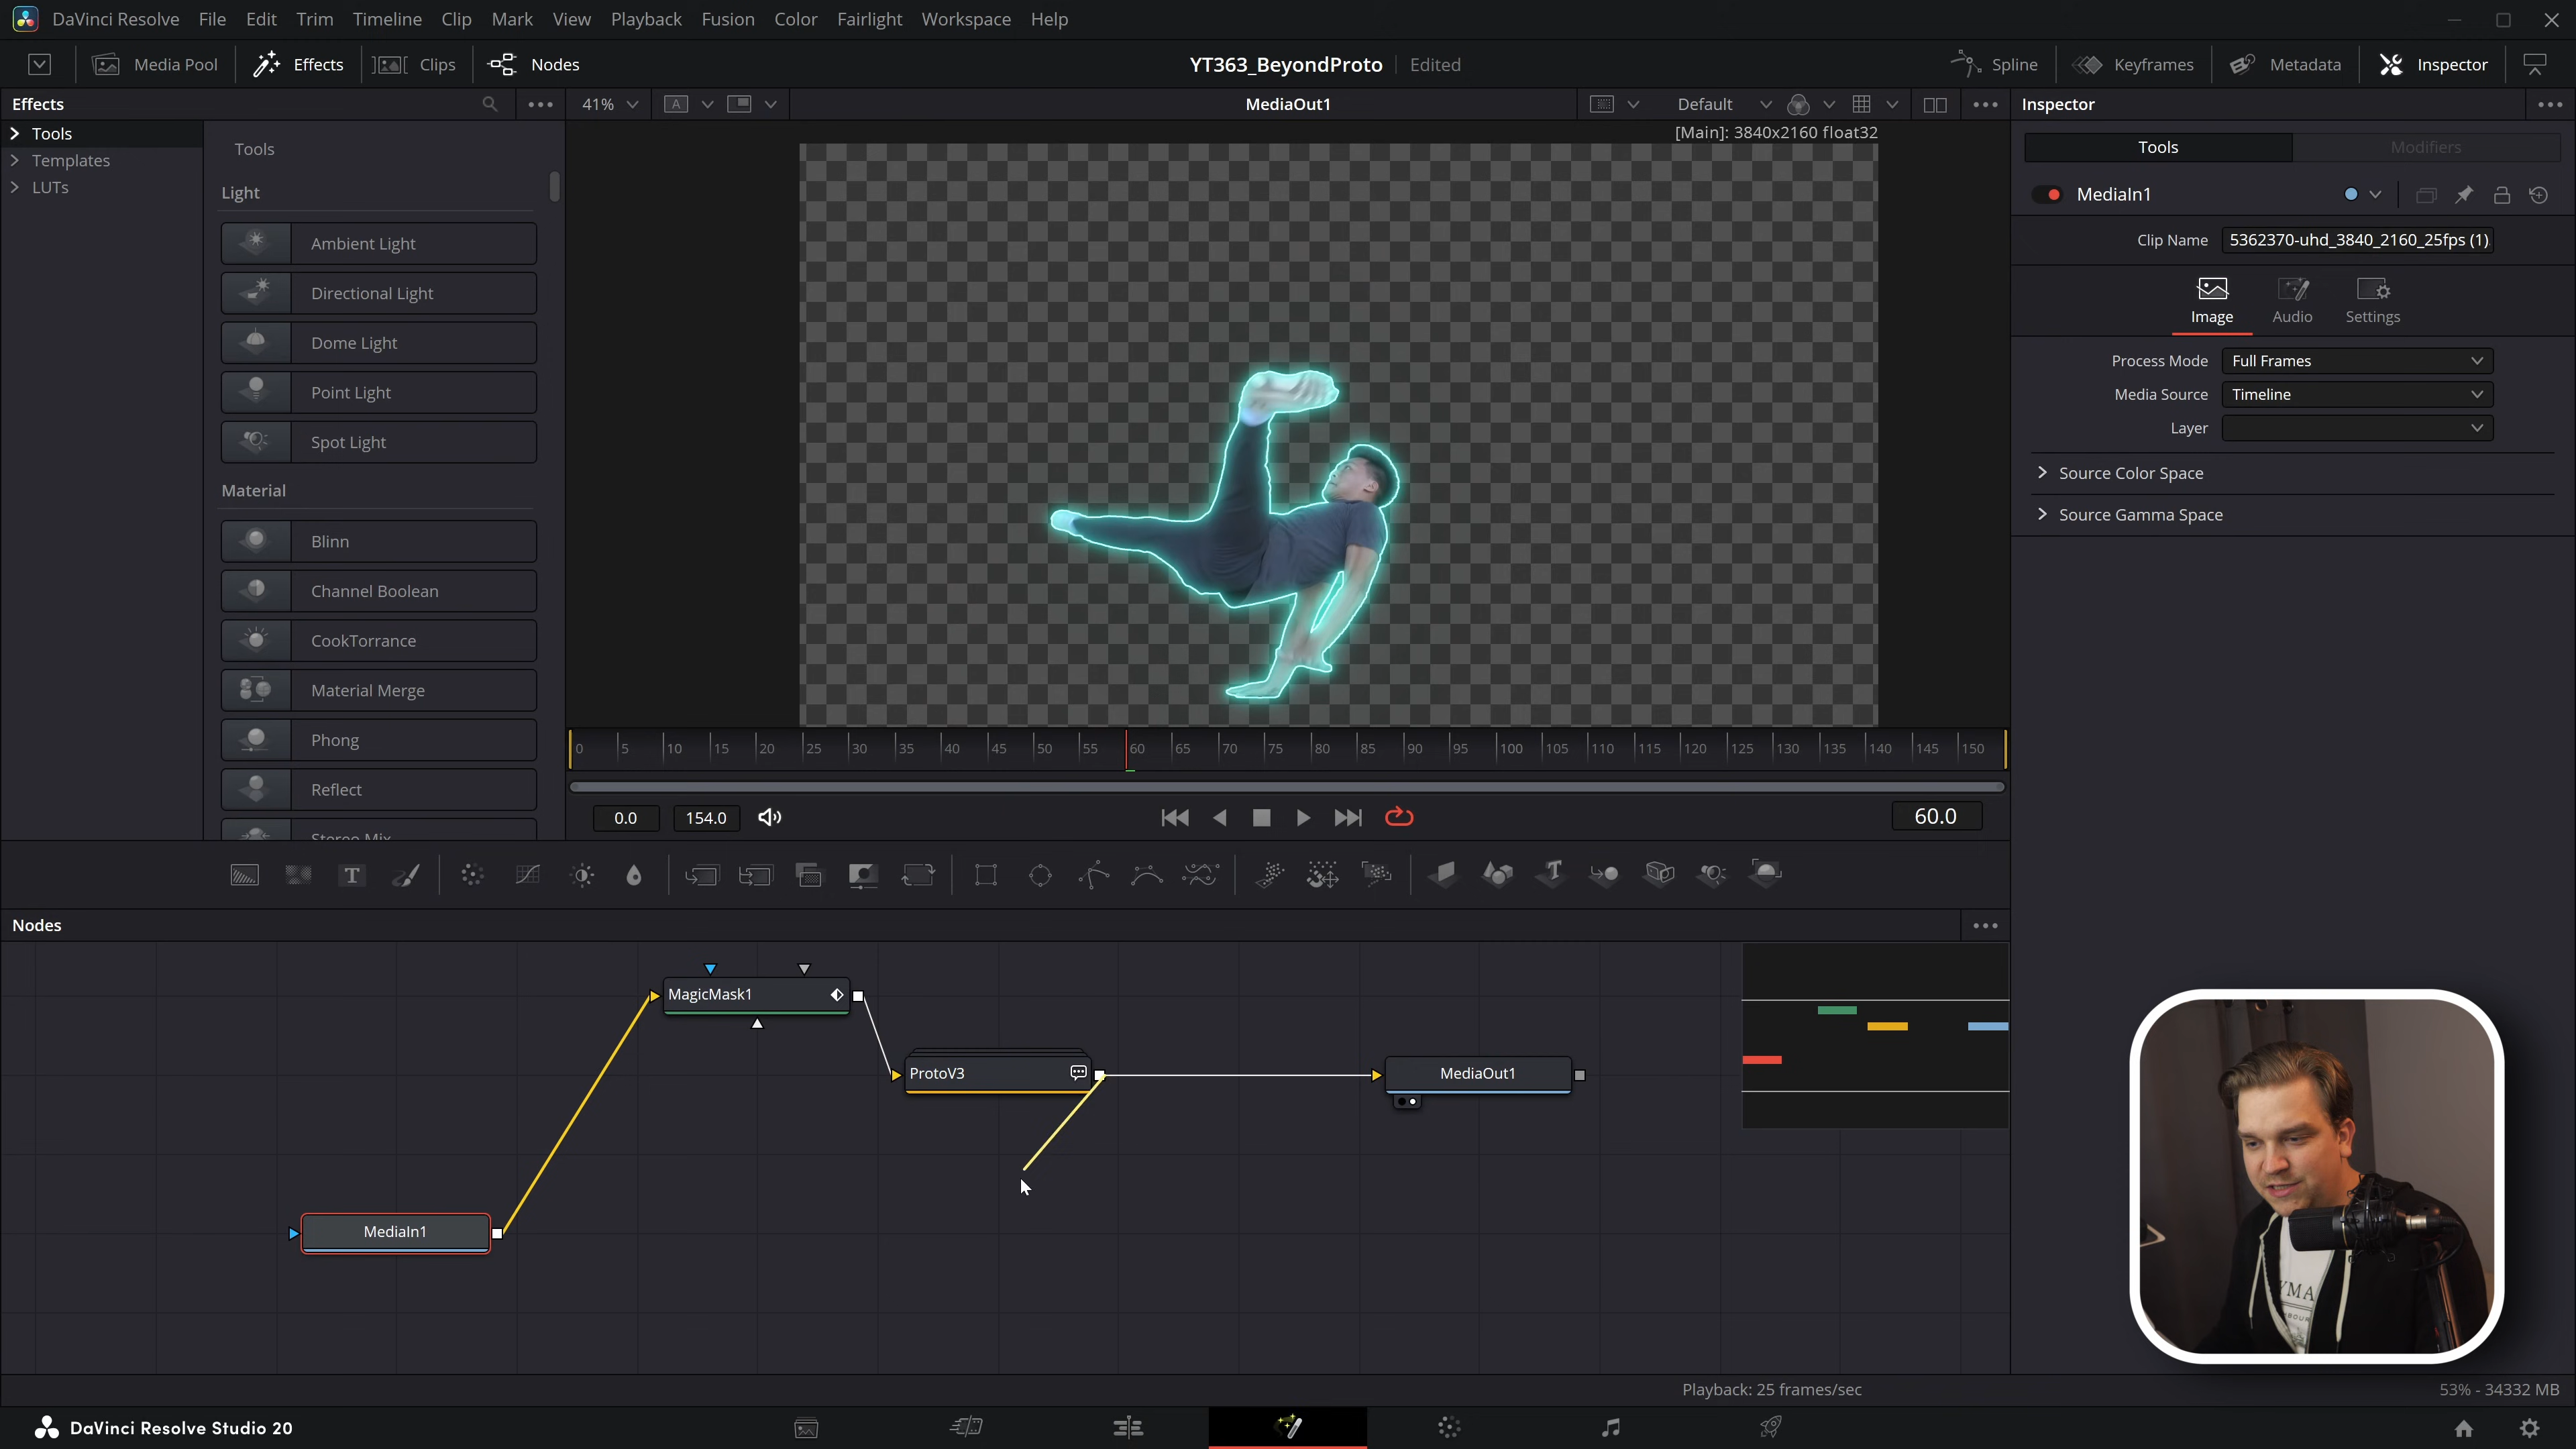 DaVinci Resolve File Edit Trim Timeline Clip Mark View Playback Fusion Color Fairlight Workspace Help
Media Pool Effects Clips Nodes YT363_BeyondProto Edited Spline Keyframes Metadata Inspector
Effects 41% A MediaOut1 Default Inspector
Tools
Templates
LUTs
Tools
Light
Ambient Light
Directional Light
Dome Light
Point Light
Spot Light
Material
Blinn
Channel Boolean
CookTorrance
Material Merge
Phong
Reflect
Stereo Mix
[Main]: 3840x2160 float32
0 5 10 15 20 25 30 35 40 45 50 55 60 65 70 75 80 85 90 95 100 105 110 115 120 125 130 135 140 145 150
0.0 154.0 60.0
Tools Modifiers
MediaIn1
Clip Name 5362370-uhd_3840_2160_25fps (1)
Image Audio Settings
Process Mode Full Frames
Media Source Timeline
Layer
Source Color Space
Source Gamma Space
T T
Nodes
MagicMask1
ProtoV3
MediaOut1
MediaIn1
Playback: 25 frames/sec 53% - 34332 MB
DaVinci Resolve Studio 20